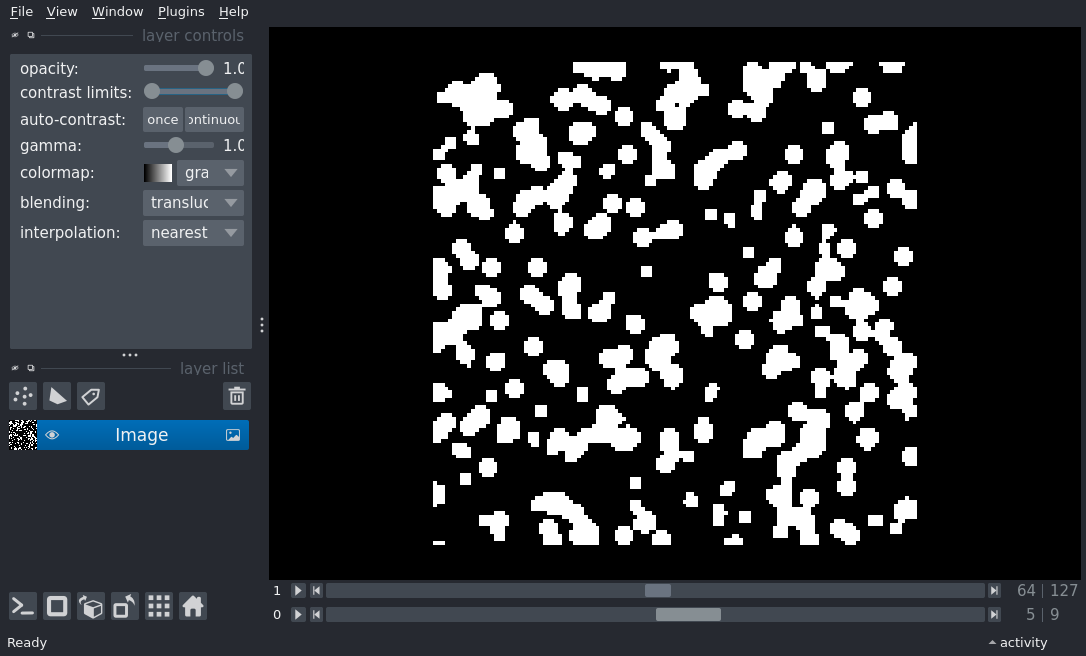 File View Window Plugins Help
layer controls
opacity: 1.0
contrast limits:
auto-contrast: once ontinuou
gamma: 1.0
colormap: gra
blending: transluc
interpolation: nearest
layer list
Image
1 64 127
0 5 9
Ready activity